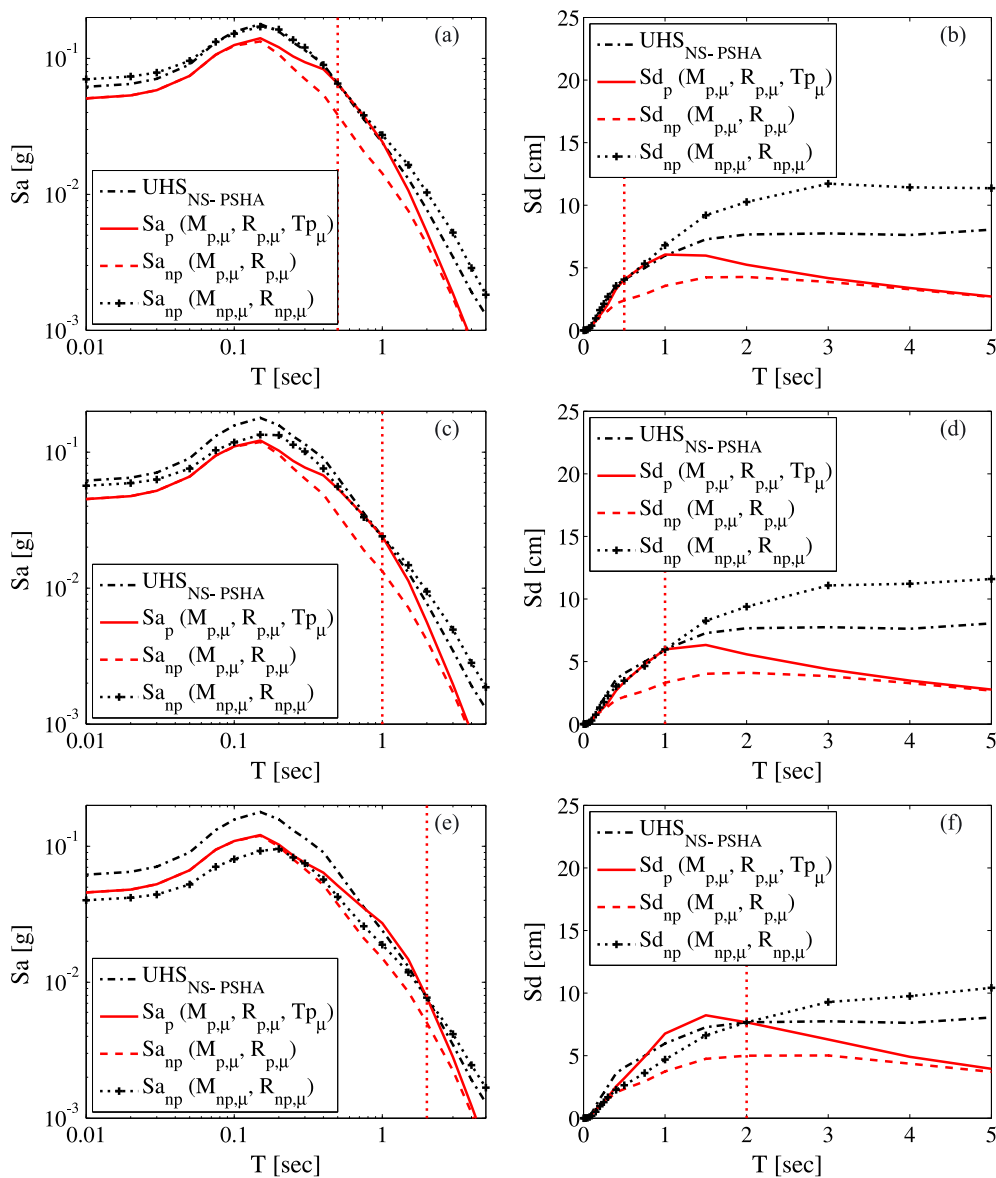 (a)
10^-1
10^-2
10^-3
Sa [g]
UHS_NS-PSHA
Sa_p (M_p,μ, R_p,μ, Tp_μ)
Sa_np (M_p,μ, R_p,μ)
Sa_np (M_np,μ, R_np,μ)
0.01 0.1 1
T [sec]
(b)
25
20
15
10
5
0
Sd [cm]
UHS_NS-PSHA
Sd_p (M_p,μ, R_p,μ, Tp_μ)
Sd_np (M_p,μ, R_p,μ)
Sd_np (M_np,μ, R_np,μ)
0 1 2 3 4 5
T [sec]
(c)
10^-1
10^-2
10^-3
Sa [g]
UHS_NS-PSHA
Sa_p (M_p,μ, R_p,μ, Tp_μ)
Sa_np (M_p,μ, R_p,μ)
Sa_np (M_np,μ, R_np,μ)
0.01 0.1 1
T [sec]
(d)
25
20
15
10
5
0
Sd [cm]
UHS_NS-PSHA
Sd_p (M_p,μ, R_p,μ, Tp_μ)
Sd_np (M_p,μ, R_p,μ)
Sd_np (M_np,μ, R_np,μ)
0 1 2 3 4 5
T [sec]
(e)
10^-1
10^-2
10^-3
Sa [g]
UHS_NS-PSHA
Sa_p (M_p,μ, R_p,μ, Tp_μ)
Sa_np (M_p,μ, R_p,μ)
Sa_np (M_np,μ, R_np,μ)
0.01 0.1 1
T [sec]
(f)
25
20
15
10
5
0
Sd [cm]
UHS_NS-PSHA
Sd_p (M_p,μ, R_p,μ, Tp_μ)
Sd_np (M_p,μ, R_p,μ)
Sd_np (M_np,μ, R_np,μ)
0 1 2 3 4 5
T [sec]